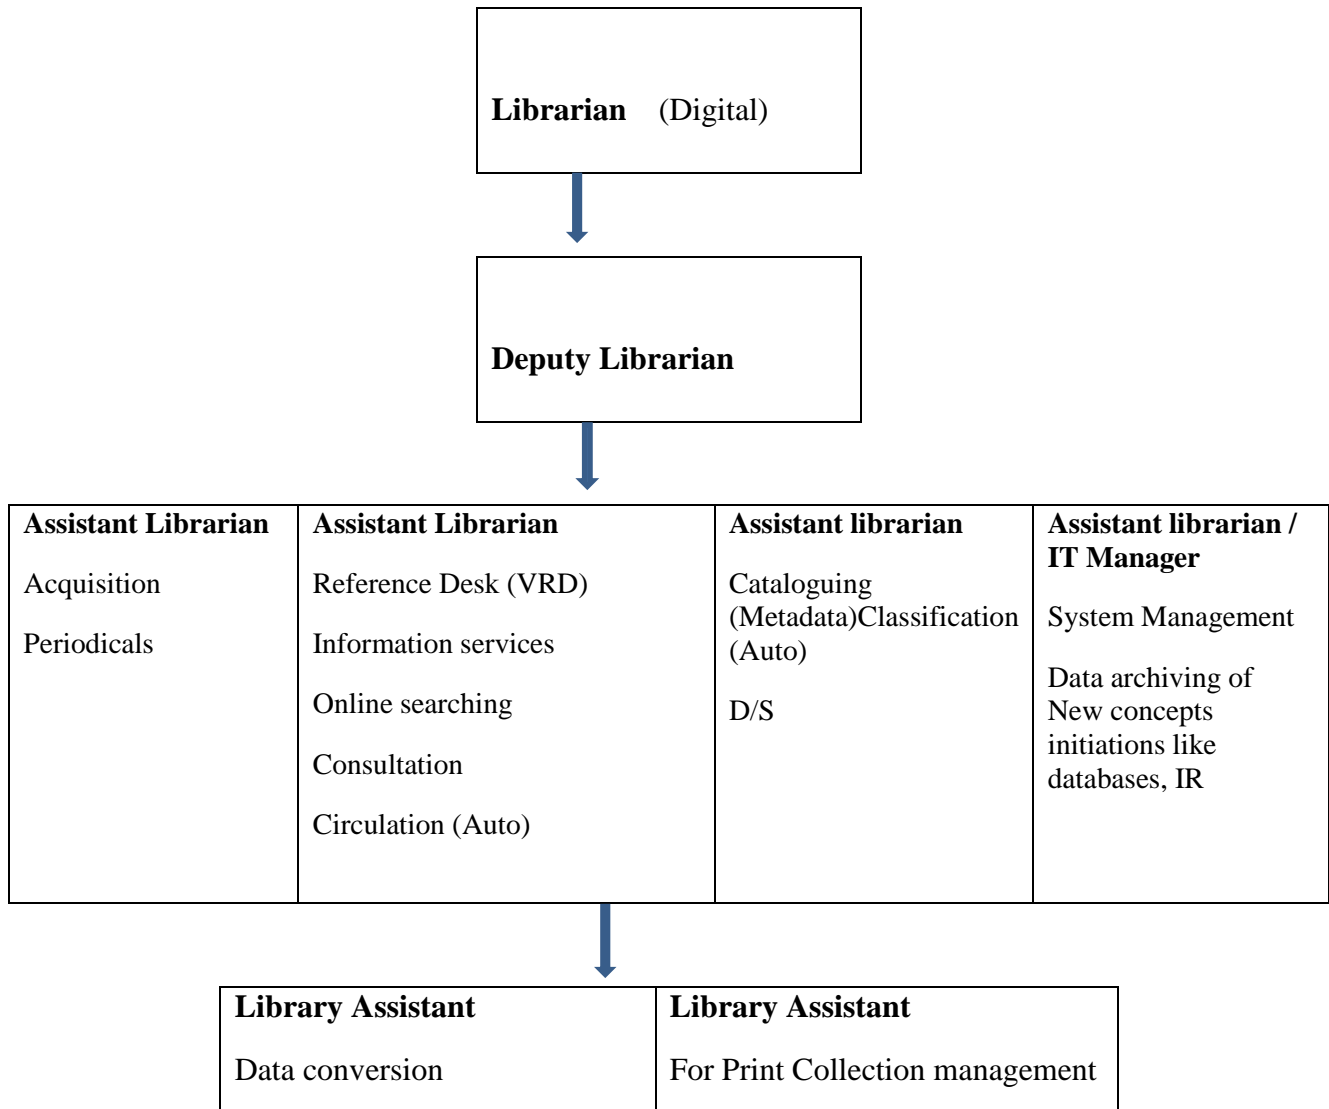 Librarian (Digital)
Deputy Librarian
Assistant Librarian
Acquisition
Periodicals
Assistant Librarian
Reference Desk (VRD)
Information services
Online searching
Consultation
Circulation (Auto)
Assistant librarian
Cataloguing
(Metadata)Classification
(Auto)
D/S
Assistant librarian /
IT Manager
System Management
Data archiving of
New concepts
initiations like
databases, IR
Library Assistant
Data conversion
Library Assistant
For Print Collection management